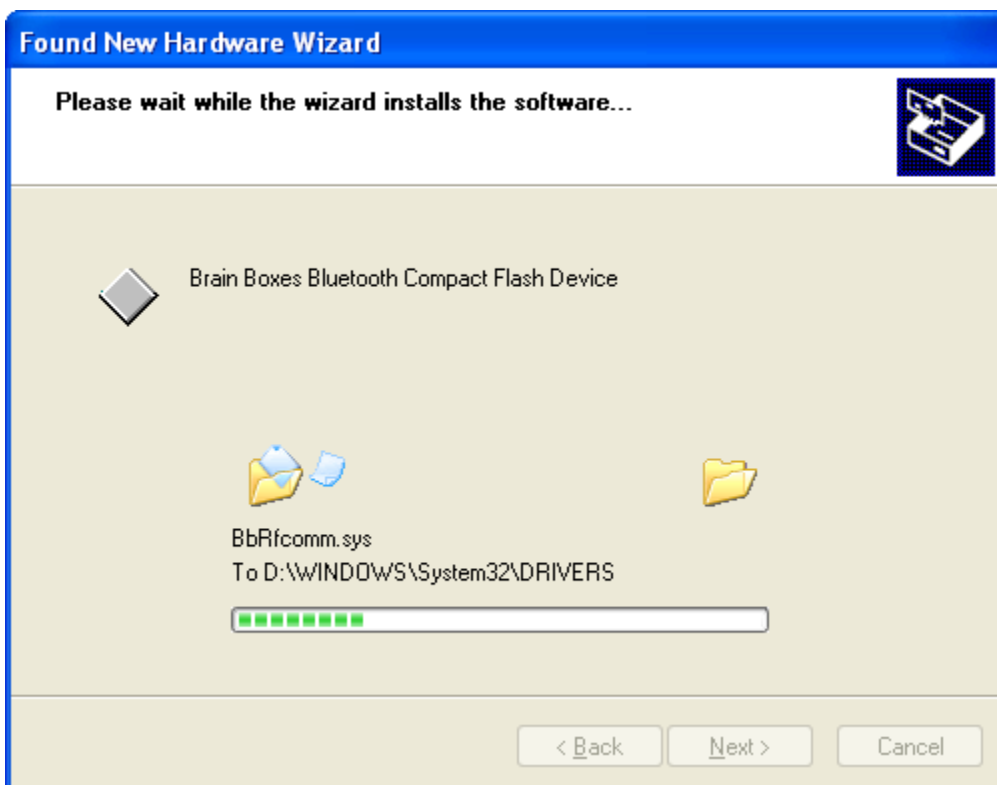 Found New Hardware Wizard
Please wait while the wizard installs the software...
Brain Boxes Bluetooth Compact Flash Device
BbRfcomm.sys
To D:\WINDOWS\System32\DRIVERS
< Back
Next >
Cancel